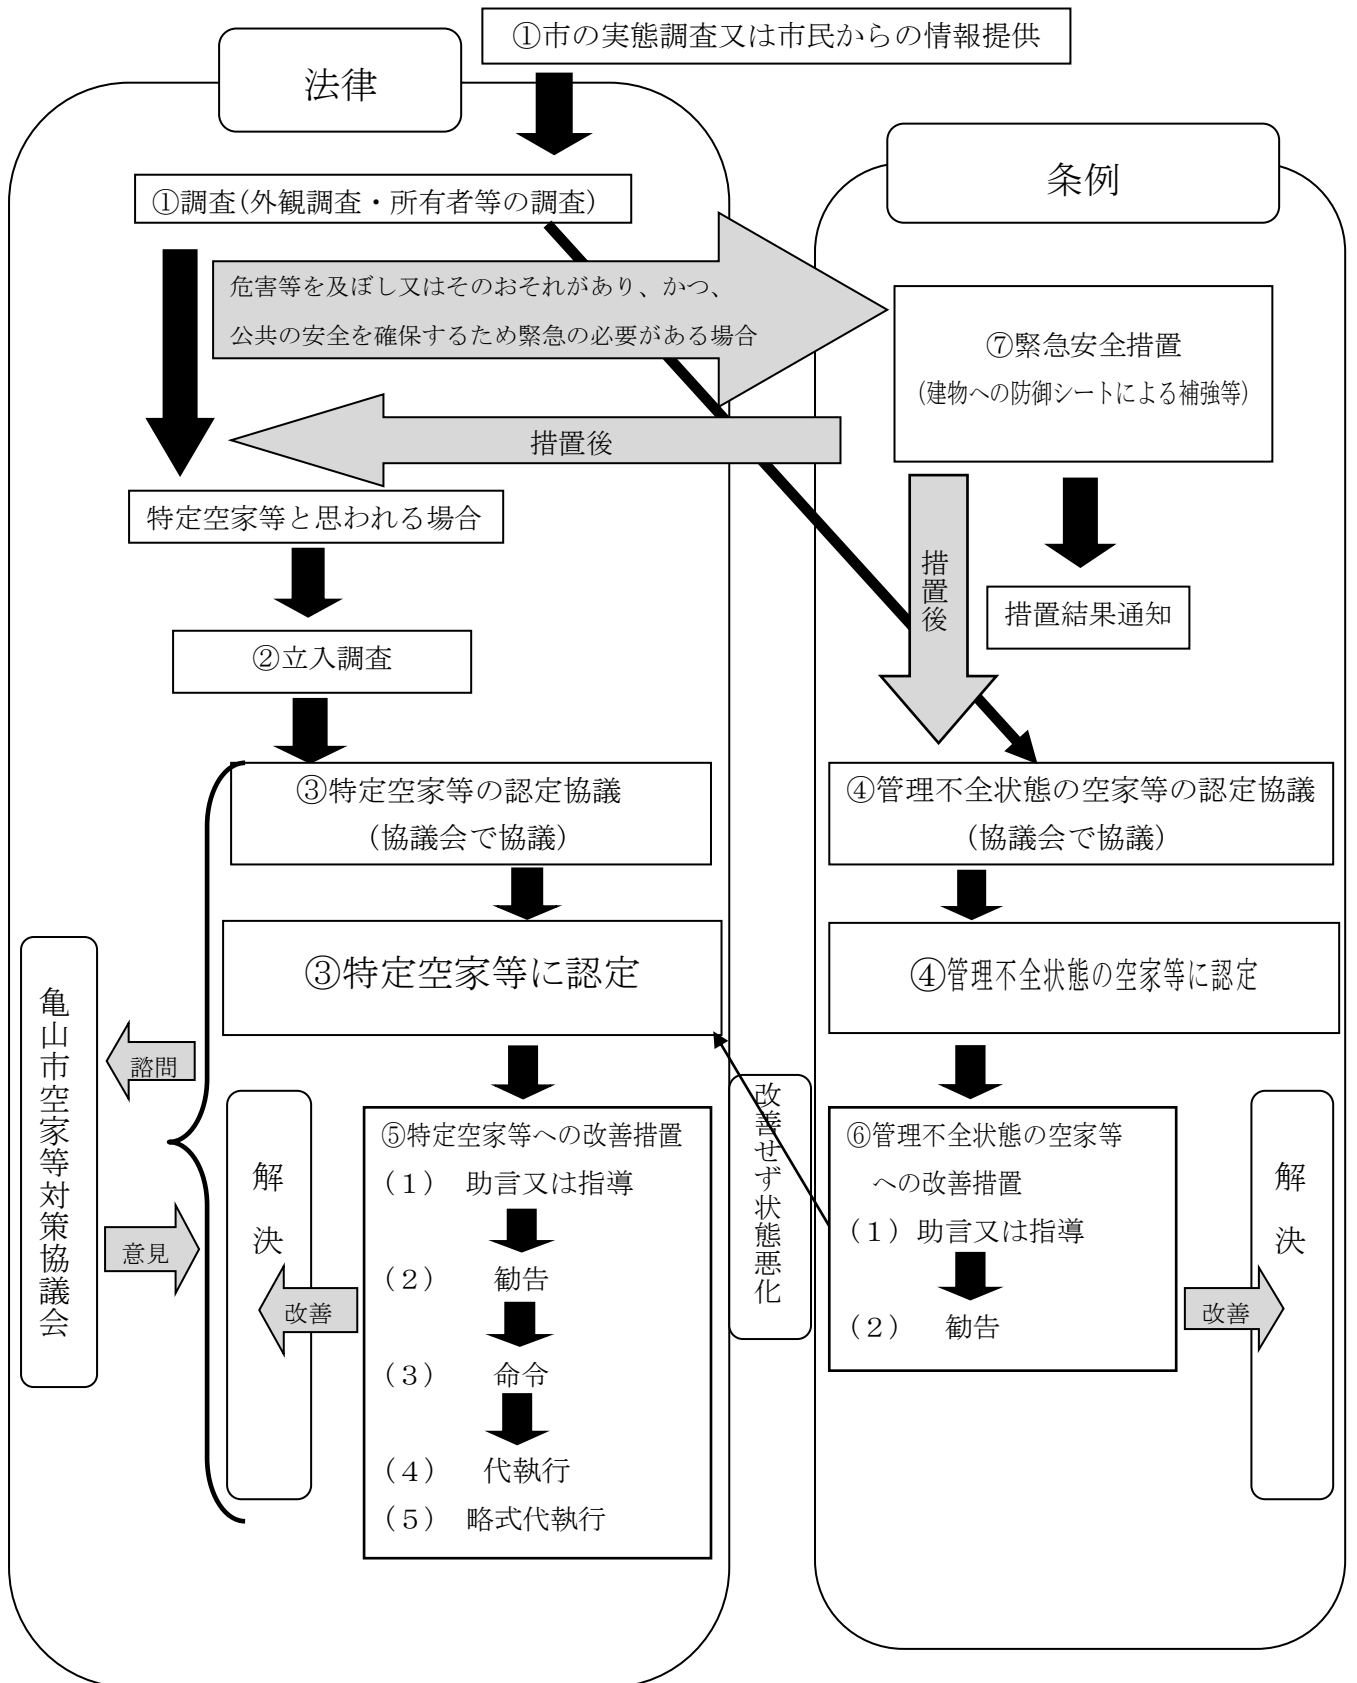 ①市の実態調査又は市民からの情報提供
法律
条例
①調査(外観調査・所有者等の調査)
危害等を及ぼし又はそのおそれがあり、かつ、
公共の安全を確保するため緊急の必要がある場合
⑦緊急安全措置
(建物への防御シートによる補強等)
措置後
特定空家等と思われる場合
措置後
措置結果通知
②立入調査
③特定空家等の認定協議
(協議会で協議)
④管理不全状態の空家等の認定協議
(協議会で協議)
③特定空家等に認定
④管理不全状態の空家等に認定
亀山市空家等対策協議会
諮問
意見
解決
改善
⑤特定空家等への改善措置
(1) 助言又は指導
(2) 勧告
(3) 命令
(4) 代執行
(5) 略式代執行
改善せず状態悪化
⑥管理不全状態の空家等
への改善措置
(1)助言又は指導
(2) 勧告
改善
解決